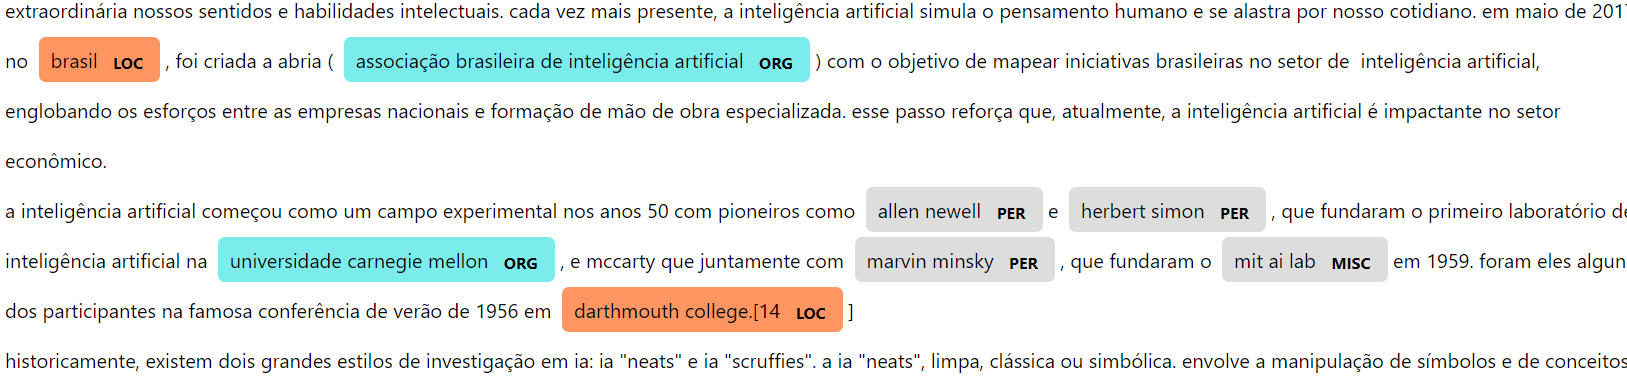 extraordinária nossos sentidos e habilidades intelectuais. cada vez mais presente, a inteligência artificial simula o pensamento humano e se alastra por nosso cotidiano. em maio de 2017
no brasil LOC , foi criada a abria ( associação brasileira de inteligência artificial ORG ) com o objetivo de mapear iniciativas brasileiras no setor de inteligência artificial,
englobando os esforços entre as empresas nacionais e formação de mão de obra especializada. esse passo reforça que, atualmente, a inteligência artificial é impactante no setor
econômico.
a inteligência artificial começou como um campo experimental nos anos 50 com pioneiros como allen newell PER e herbert simon PER , que fundaram o primeiro laboratório de
inteligência artificial na universidade carnegie mellon ORG , e mccarty que juntamente com marvin minsky PER , que fundaram o mit ai lab MISC em 1959. foram eles algun
dos participantes na famosa conferência de verão de 1956 em darthmouth college.[14 LOC ]
historicamente, existem dois grandes estilos de investigação em ia: ia "neats" e ia "scruffies". a ia "neats", limpa, clássica ou simbólica. envolve a manipulação de símbolos e de conceitos